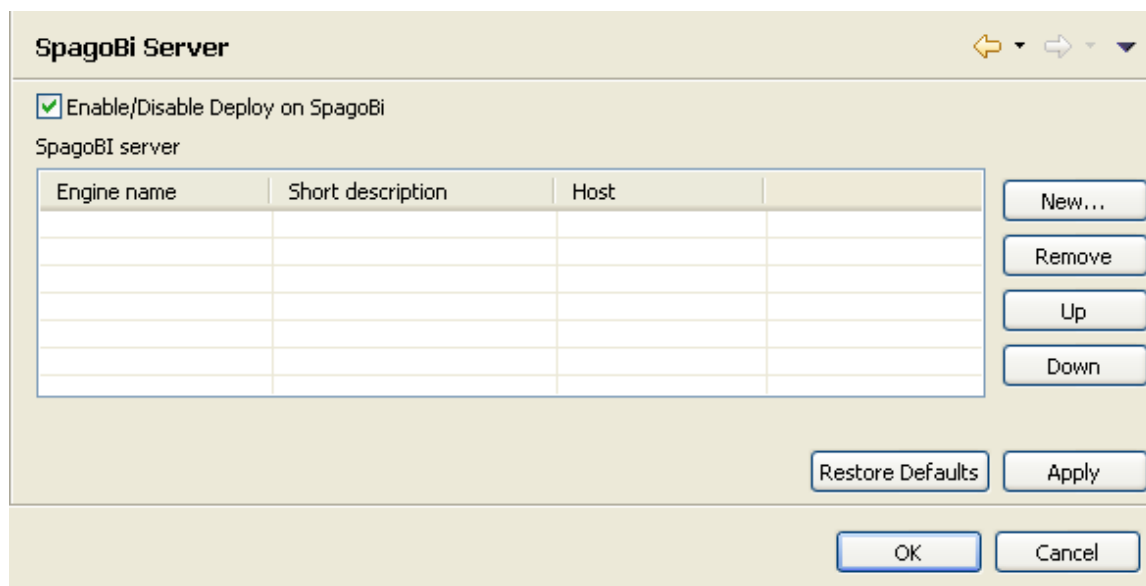 SpagoBi Server
Enable/Disable Deploy on SpagoBi
SpagoBI server
Engine name Short description Host
New...
Remove
Up
Down
Restore Defaults Apply
OK Cancel